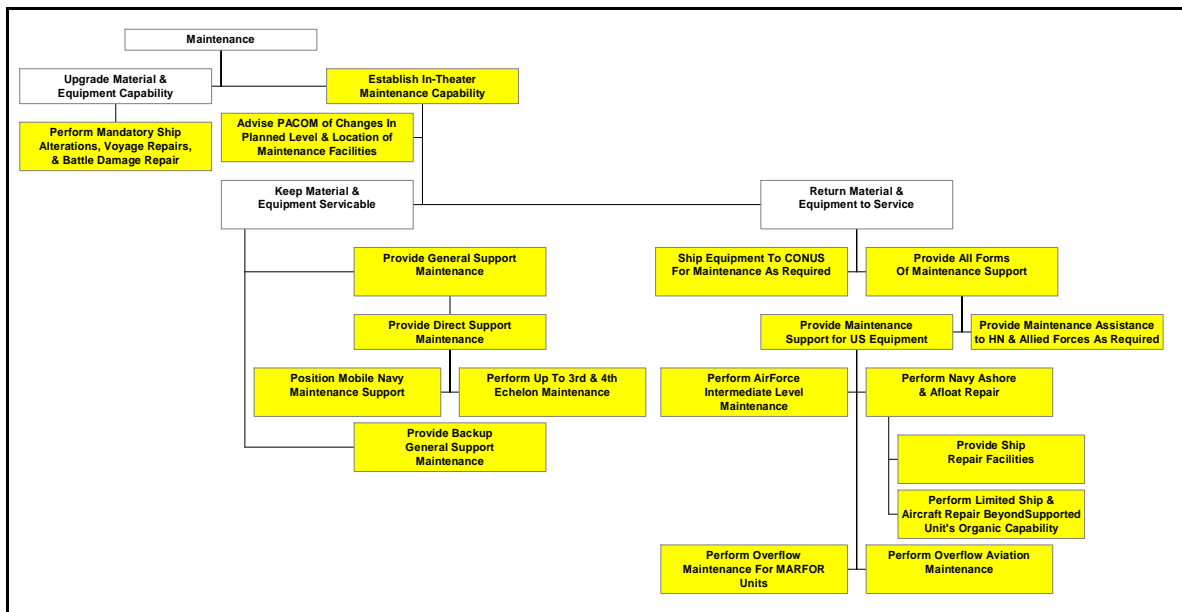 Maintenance
Upgrade Material &
Equipment Capability
Establish In-Theater
Maintenance Capability
Perform Mandatory Ship
Alterations, Voyage Repairs,
& Battle Damage Repair
Advise PACOM of Changes In
Planned Level & Location of
Maintenance Facilities
Keep Material &
Equipment Servicable
Return Material &
Equipment to Service
Provide General Support
Maintenance
Ship Equipment To CONUS
For Maintenance As Required
Provide All Forms
Of Maintenance Support
Provide Direct Support
Maintenance
Provide Maintenance
Support for US Equipment
Provide Maintenance Assistance
to HN & Allied Forces As Required
Position Mobile Navy
Maintenance Support
Perform Up To 3rd & 4th
Echelon Maintenance
Perform AirForce
Intermediate Level
Maintenance
Perform Navy Ashore
& Afloat Repair
Provide Backup
General Support
Maintenance
Provide Ship
Repair Facilities
Perform Limited Ship &
Aircraft Repair BeyondSupported
Unit's Organic Capability
Perform Overflow
Maintenance For MARFOR
Units
Perform Overflow Aviation
Maintenance